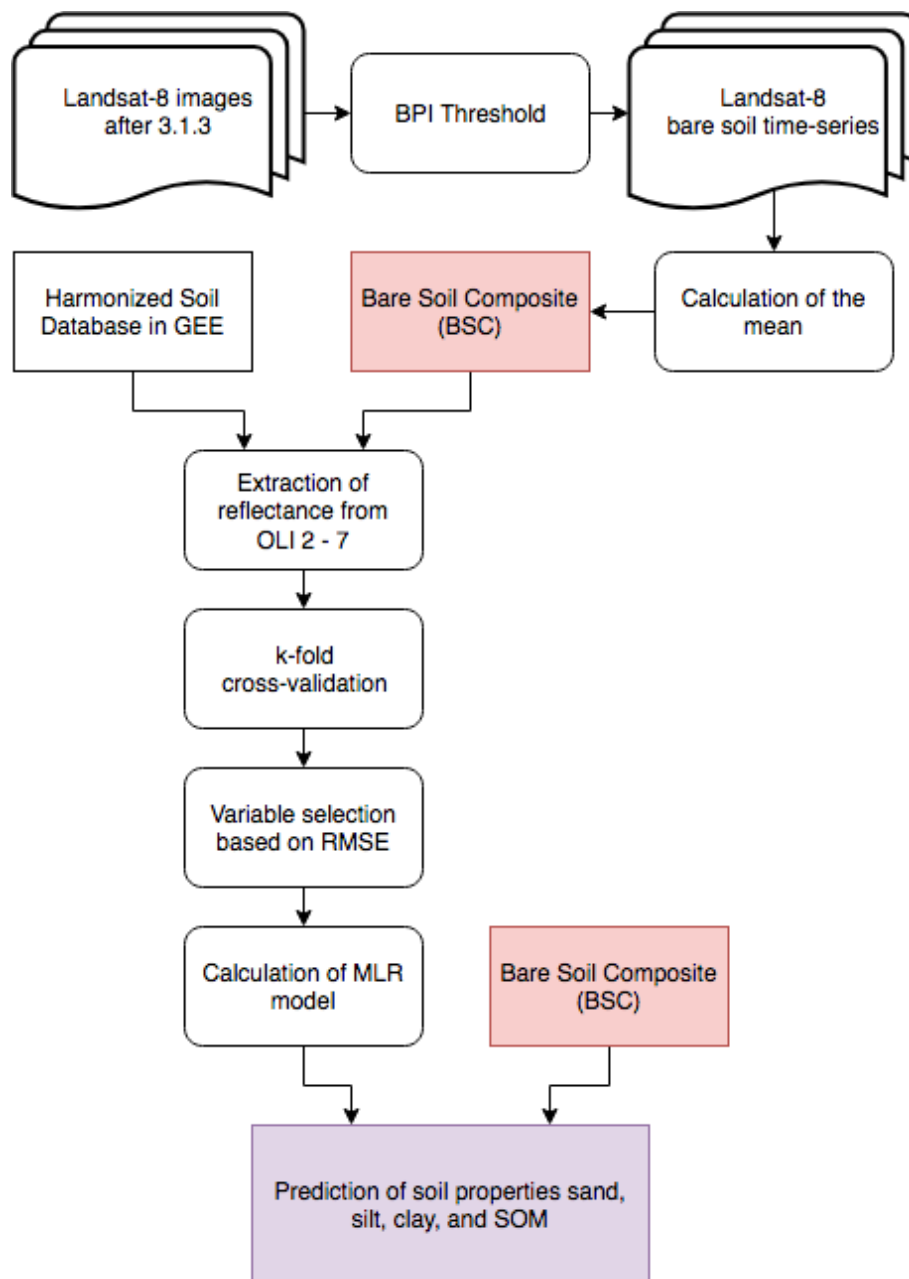 Landsat-8 images
after 3.1.3
BPI Threshold
Landsat-8
bare soil time-series
Harmonized Soil
Database in GEE
Bare Soil Composite
(BSC)
Calculation of the
mean
Extraction of
reflectance from
OLI 2 - 7
k-fold
cross-validation
Variable selection
based on RMSE
Calculation of MLR
model
Bare Soil Composite
(BSC)
Prediction of soil properties sand,
silt, clay, and SOM